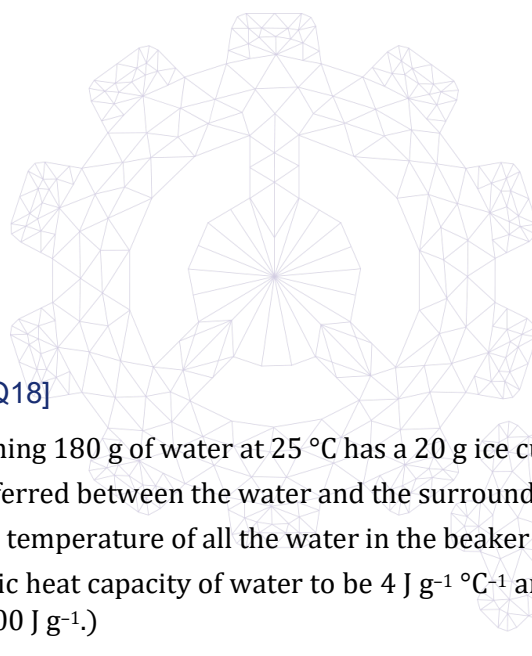 Q18]
ning 180 g of water at 25 °C has a 20 g ice cu
ferred between the water and the surround
temperature of all the water in the beaker
ic heat capacity of water to be 4 J g⁻¹ °C⁻¹ a
00 J g⁻¹.)